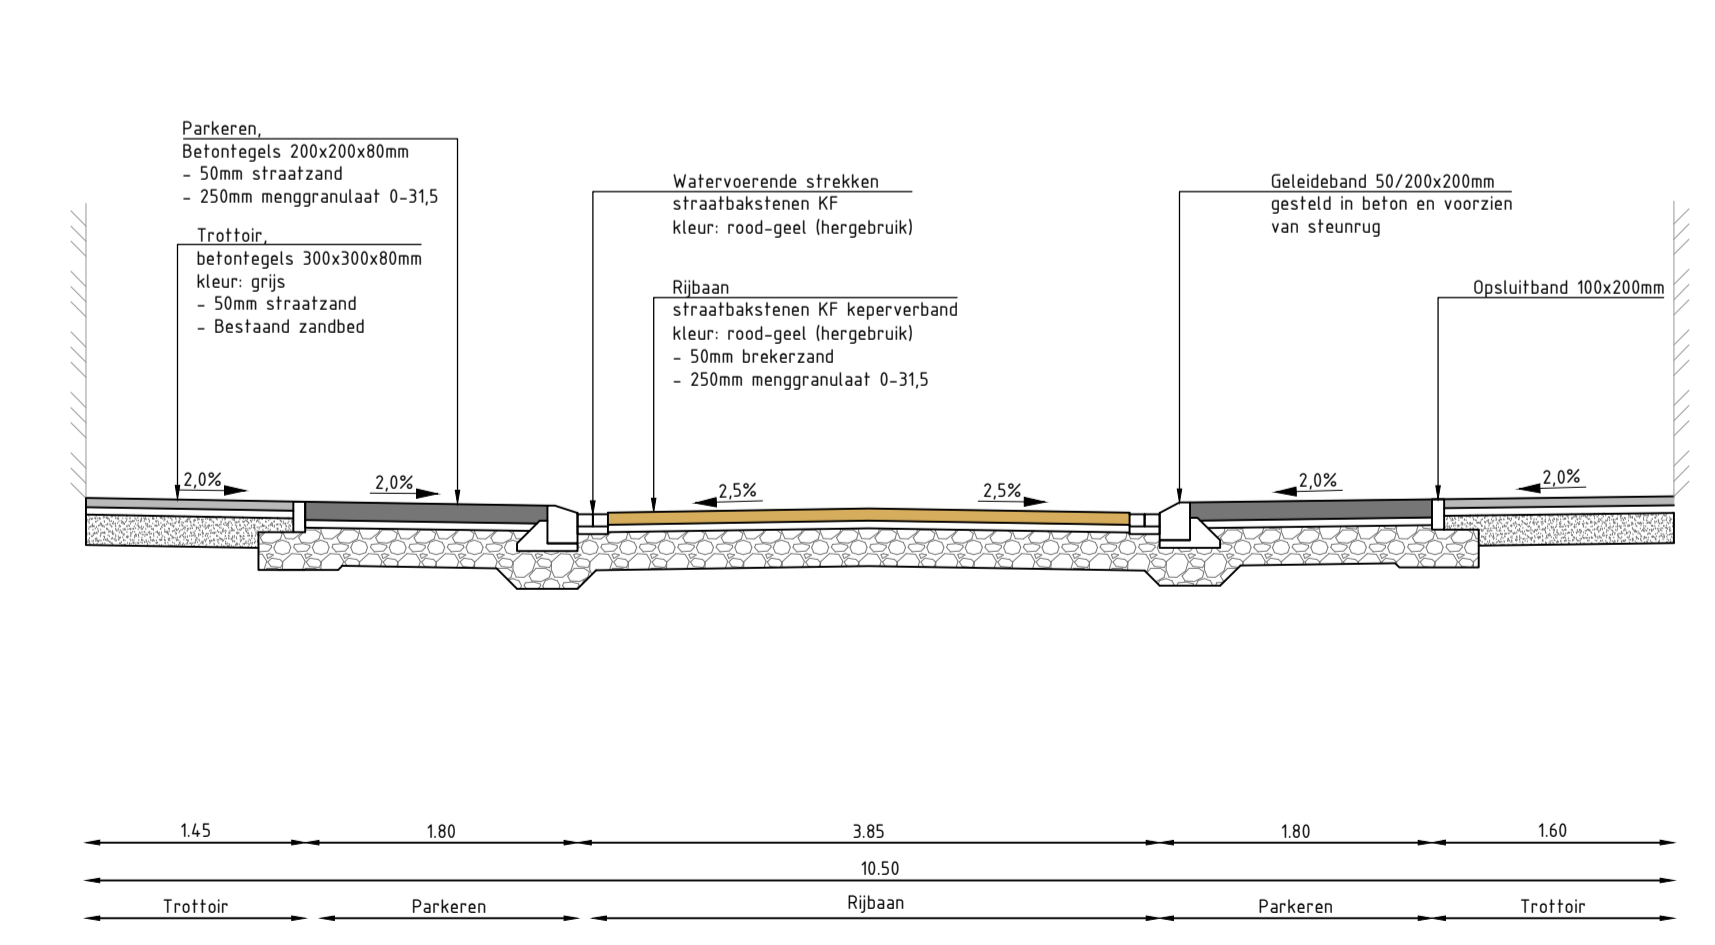 Parkeren,
Betontegels 200x200x80mm
- 50mm straatzand
- 250mm menggranulaat 0-31,5
Trottoir,
betontegels 300x300x80mm
kleur: grijs
- 50mm straatzand
- Bestaand zandbed
Watervoerende strekken
straatbakstenen KF
kleur: rood-geel (hergebruik)
Rijbaan
straatbakstenen KF keperverband
kleur: rood-geel (hergebruik)
- 50mm brekerzand
- 250mm menggranulaat 0-31,5
Geleideband 50/200x200mm
gesteld in beton en voorzien
van steunrug
Opsluitband 100x200mm
2,0%
2,0%
2,5%
2,5%
2,0%
2,0%
1.45
1.80
3.85
1.80
1.60
10.50
Trottoir
Parkeren
Rijbaan
Parkeren
Trottoir